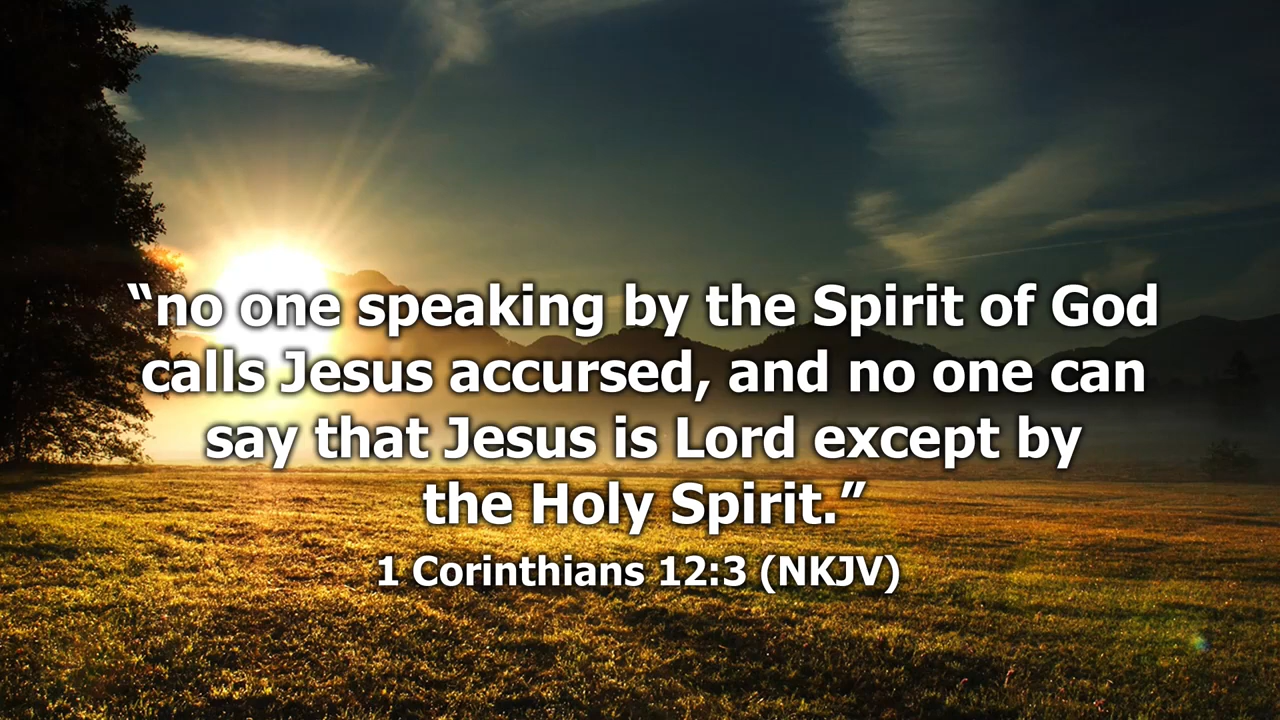 “no one speaking by the Spirit of God
calls Jesus accursed, and no one can
say that Jesus is Lord except by
the Holy Spirit.”
1 Corinthians 12:3 (NKJV)